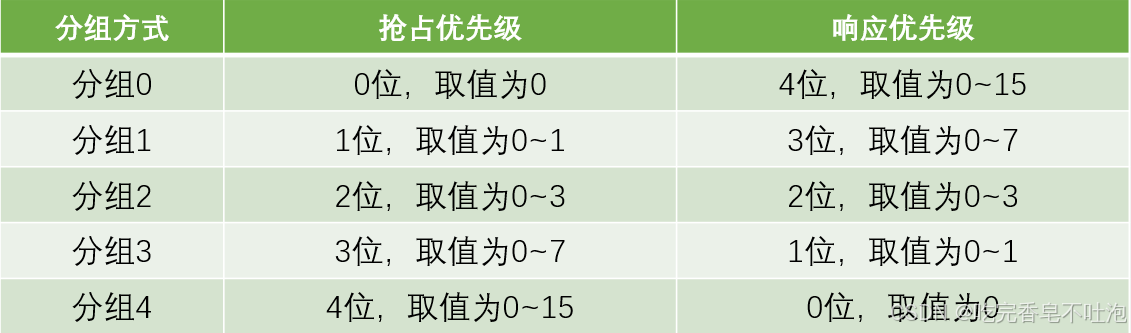 分组方式 抢占优先级 响应优先级
分组0 0位，取值为0 4位，取值为0~15
分组1 1位，取值为0~1 3位，取值为0~7
分组2 2位，取值为0~3 2位，取值为0~3
分组3 3位，取值为0~7 1位，取值为0~1
分组4 4位，取值为0~15 0位，取值为0
CSDN @吃完香皂不吐泡